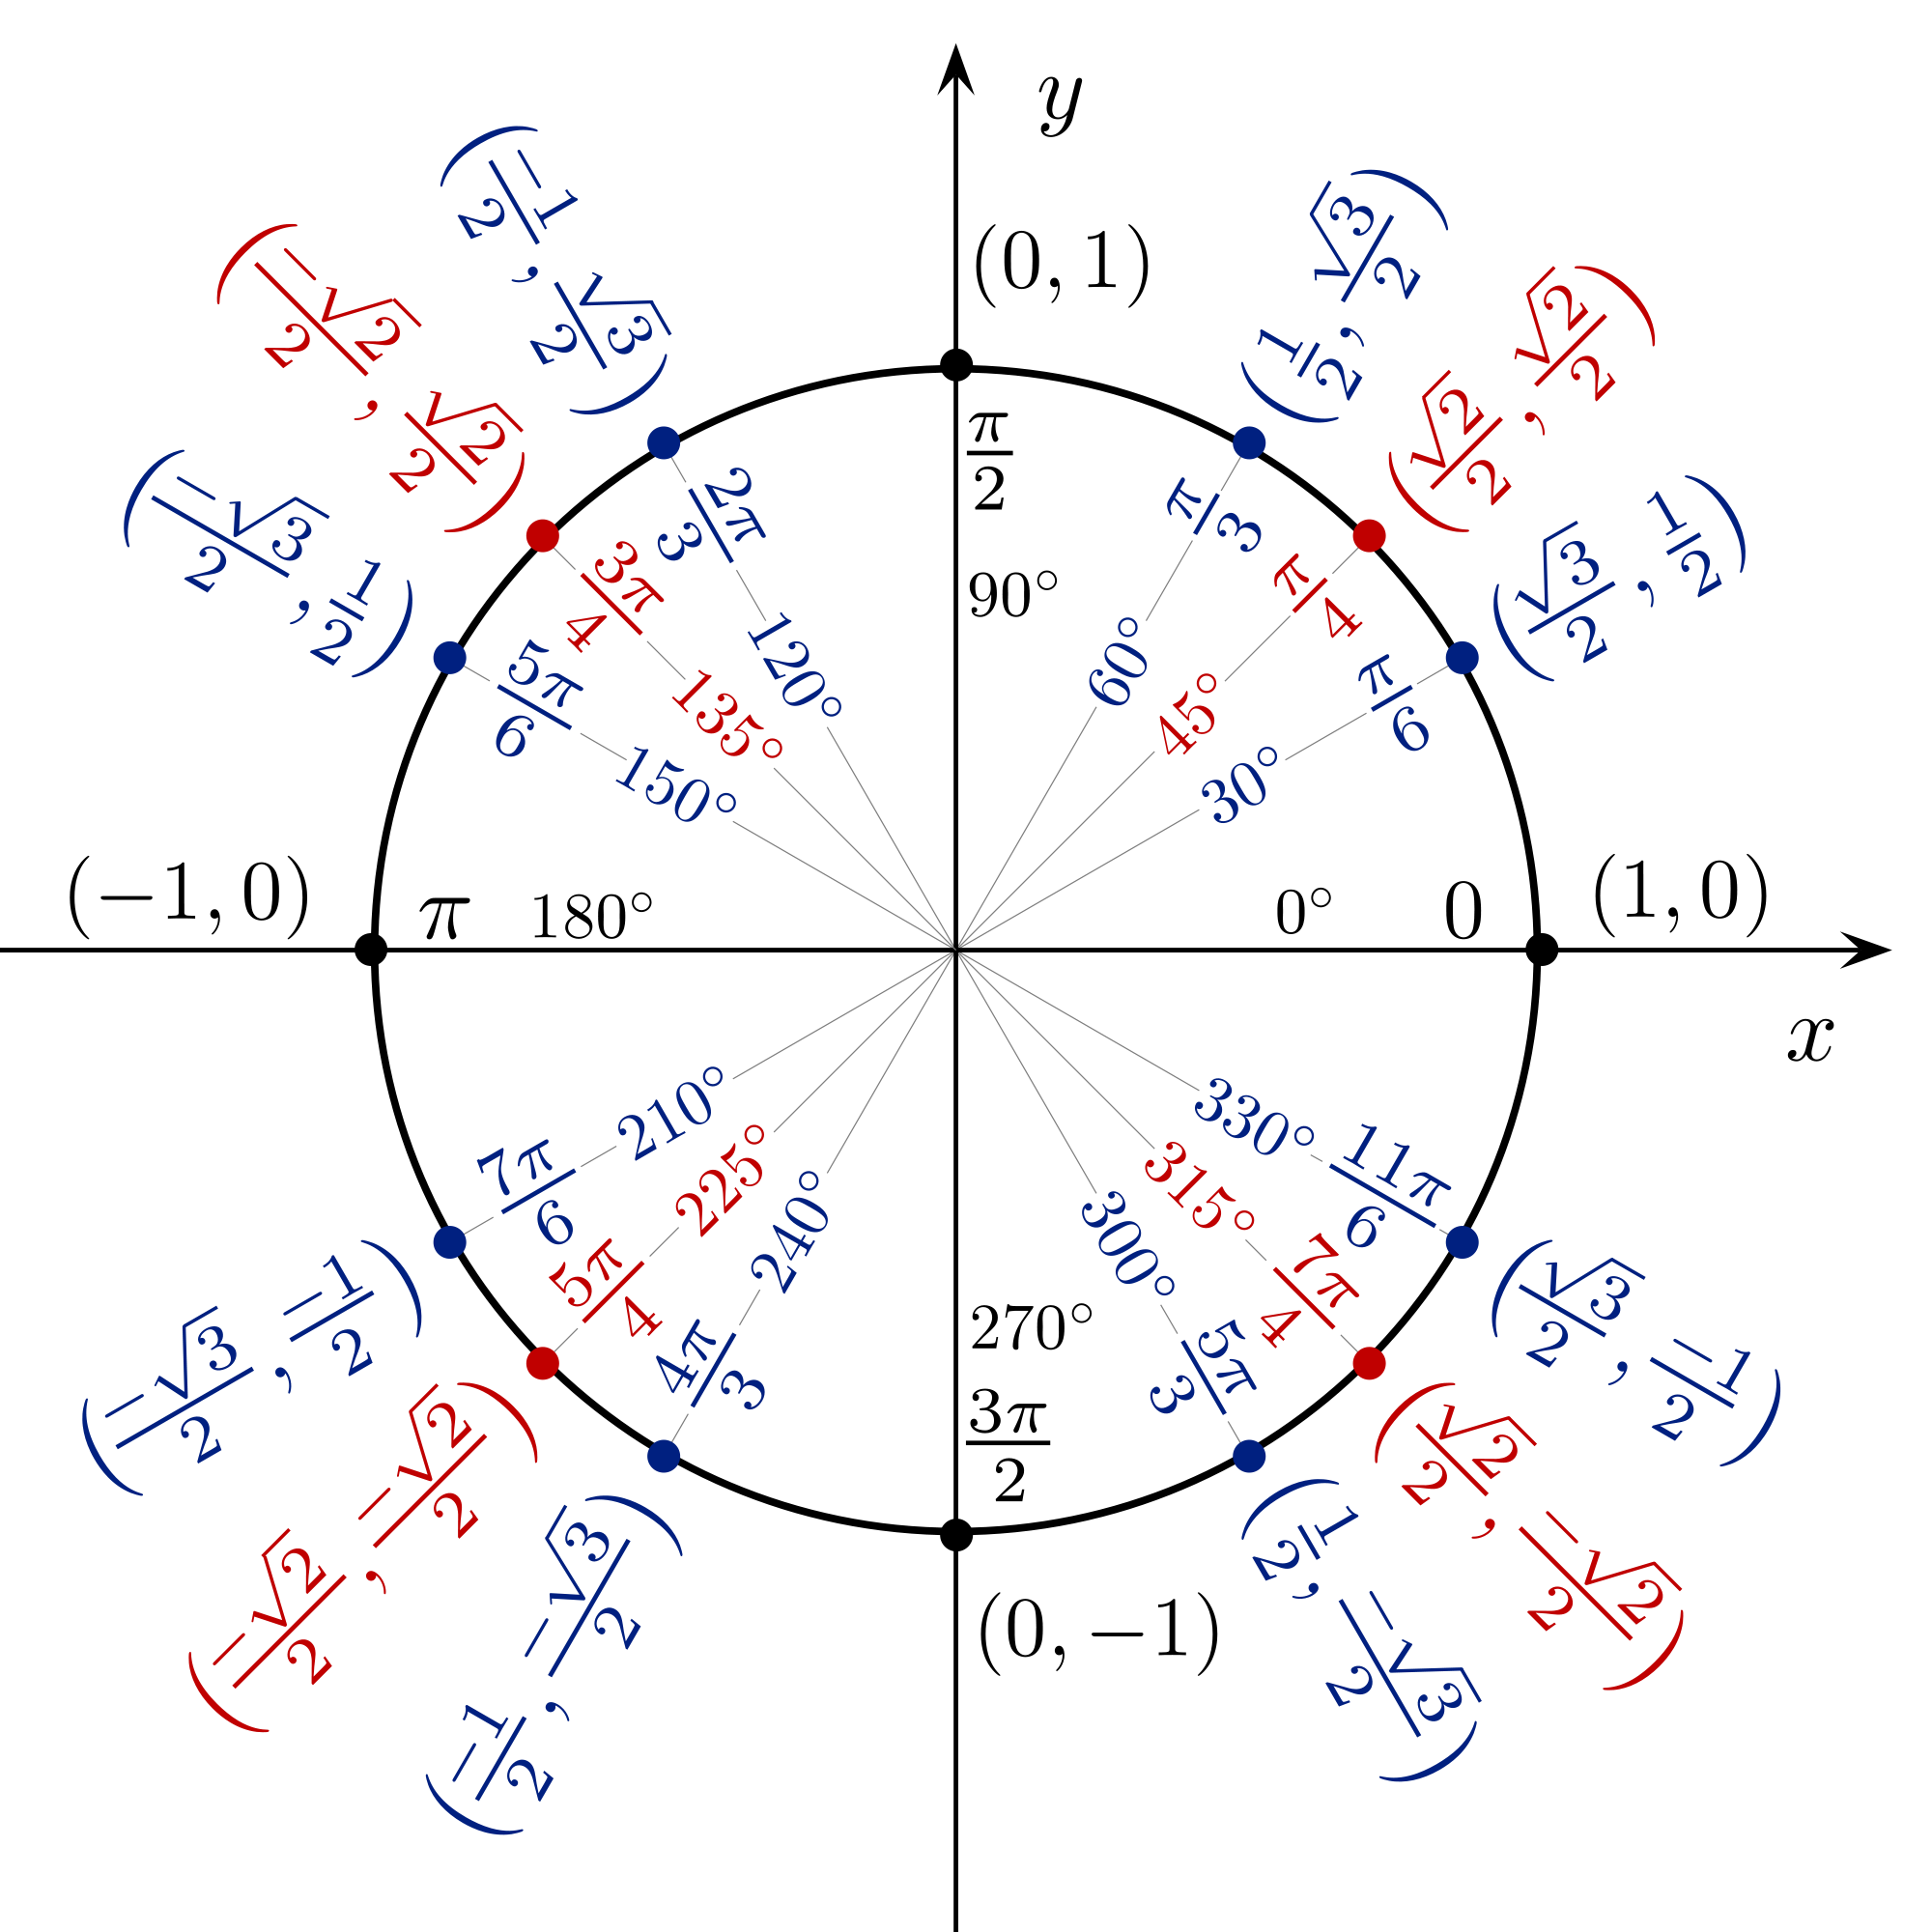 y
x
(0, 1)
π/2
90°
(1/2, √3/2)
π/3
60°
(√2/2, √2/2)
π/4
45°
(√3/2, 1/2)
π/6
30°
(1, 0)
0
0°
(−1/2, √3/2)
2π/3
120°
(−√2/2, √2/2)
3π/4
135°
(−√3/2, 1/2)
5π/6
150°
(−1, 0)
π
180°
(−√3/2, −1/2)
7π/6
210°
(−√2/2, −√2/2)
5π/4
225°
(−1/2, −√3/2)
4π/3
240°
270°
3π/2
(0, −1)
300°
5π/3
(1/2, −√3/2)
315°
7π/4
(√2/2, −√2/2)
330°
11π/6
(√3/2, −1/2)